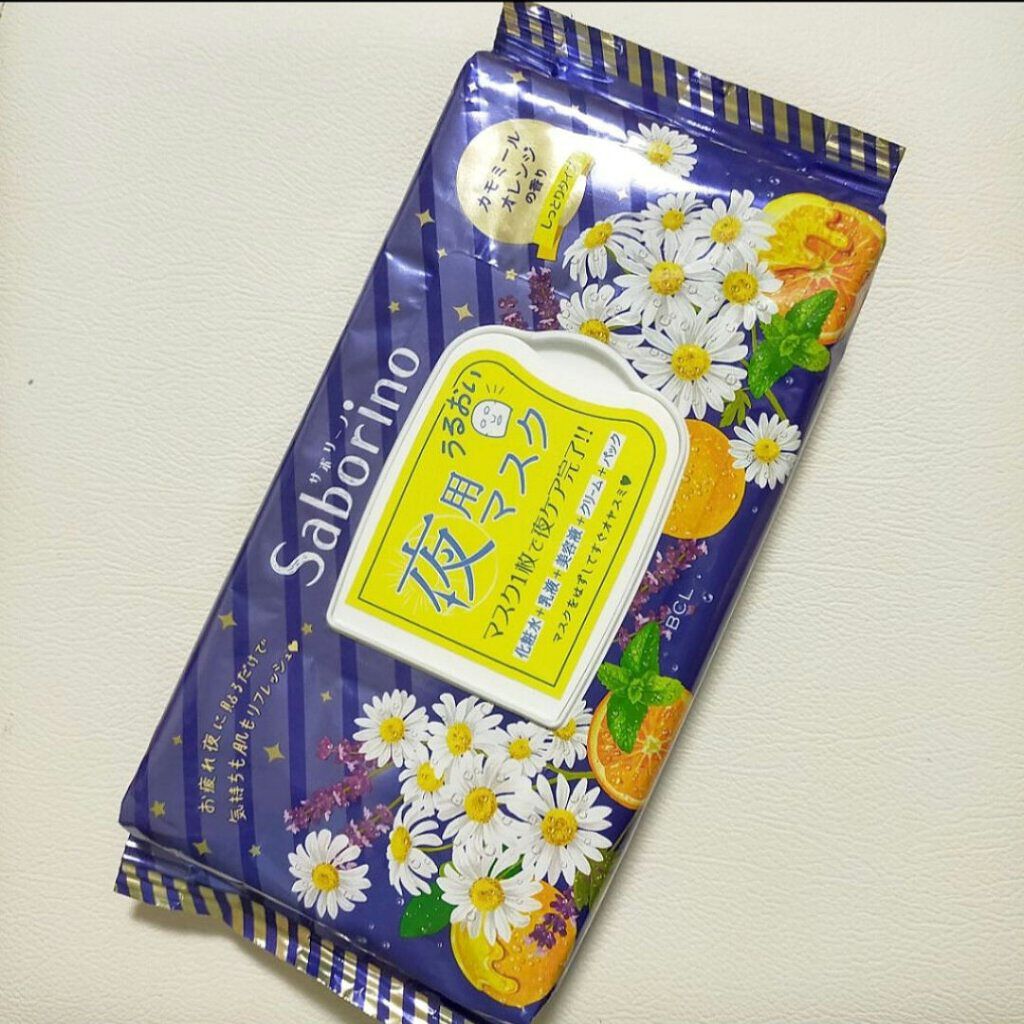 カモミール
オレンジ
の香り
しっとりタイプ
サボリーノ
Saborino
うるおい
夜用マスク
マスク1枚で夜ケア完了!!
化粧水+乳液+美容液+クリーム+パック
マスクをはずしてすぐオヤスミ♥
BCL
お疲れ夜に貼るだけで
気持ちも肌もリフレッシュ♥